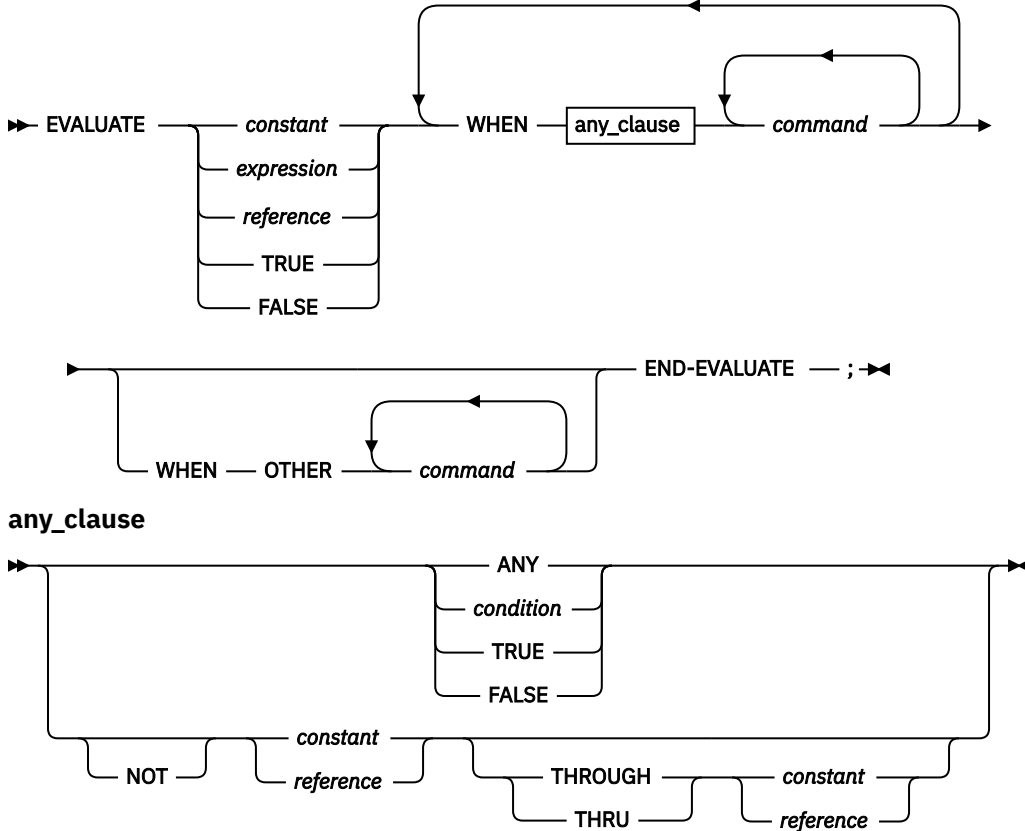 EVALUATE constant WHEN any_clause command
expression
reference
TRUE
FALSE
END-EVALUATE ;
WHEN OTHER command
any_clause
ANY
condition
TRUE
FALSE
constant
NOT reference THROUGH constant
THRU reference